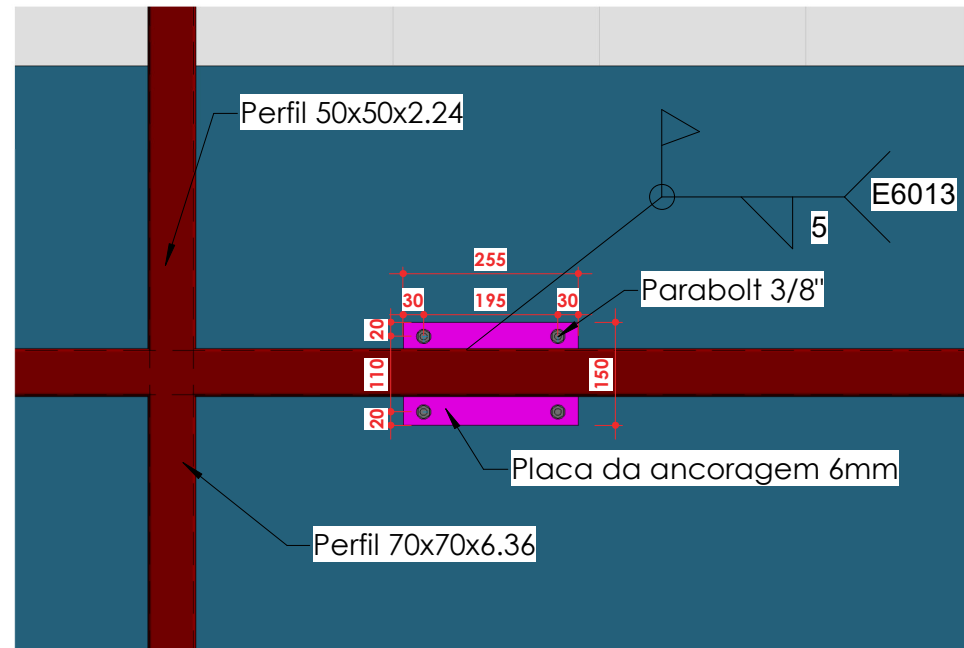 Perfil 50x50x2.24
E6013
5
255
30
195
30
Parabolt 3/8"
20
110
150
20
Placa da ancoragem 6mm
Perfil 70x70x6.36